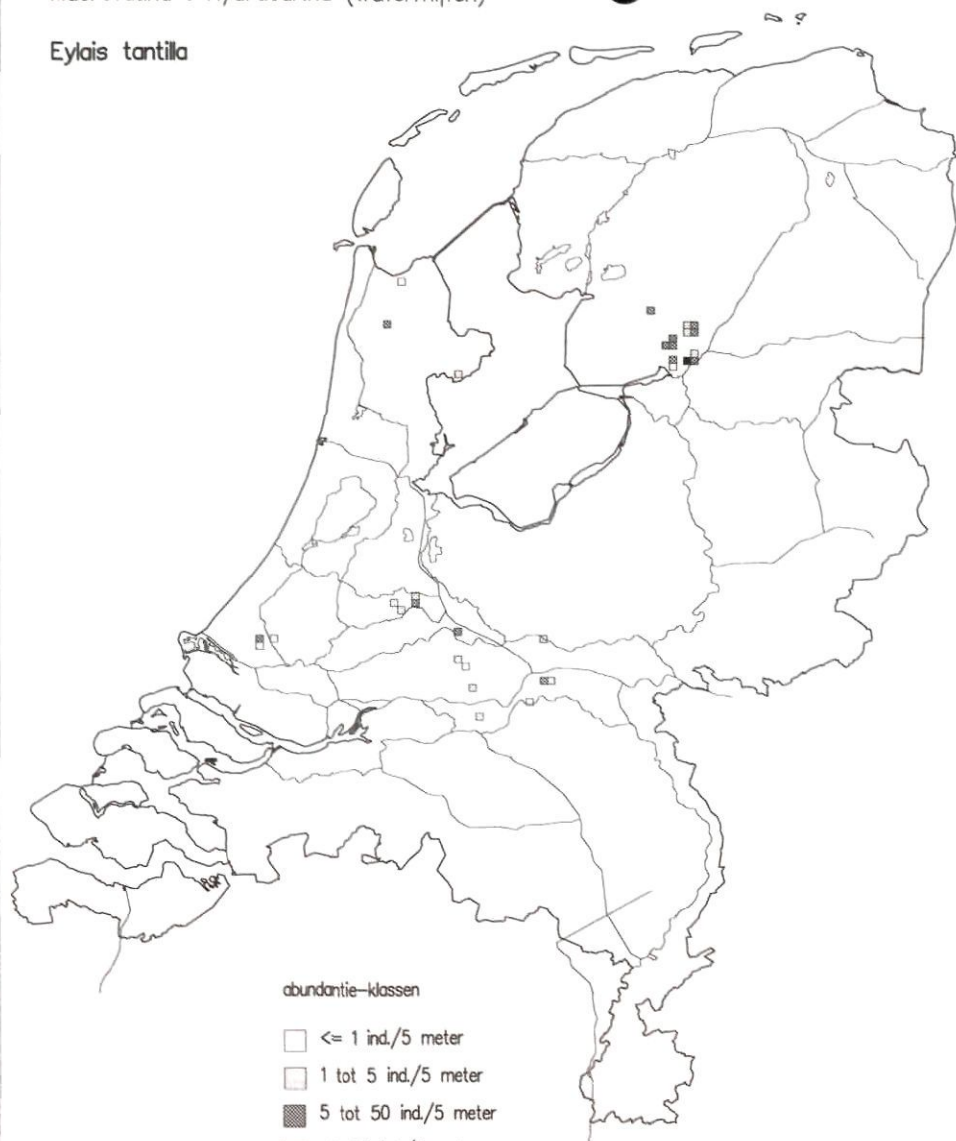 Eylais tantilla
abundantie-klassen
<= 1 ind./5 meter
1 tot 5 ind./5 meter
5 tot 50 ind./5 meter